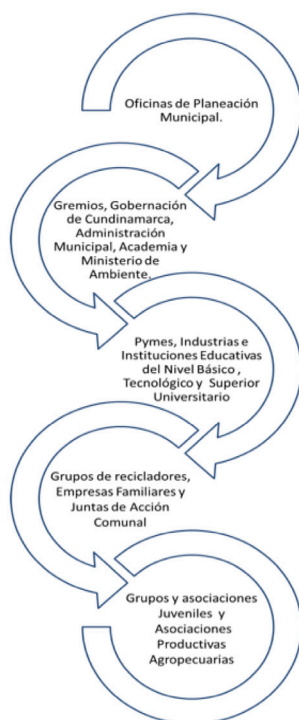 Oficinas de Planeación
Municipal.
Gremios, Gobernación
de Cundinamarca,
Administración
Municipal, Academia y
Ministerio de
Ambiente.
Pymes, Industrias e
Instituciones Educativas
del Nivel Básico ,
Tecnológico y Superior
Universitario
Grupos de recicladores,
Empresas Familiares y
Juntas de Acción
Comunal
Grupos y asociaciones
Juveniles y
Asociaciones
Productivas
Agropecuarias